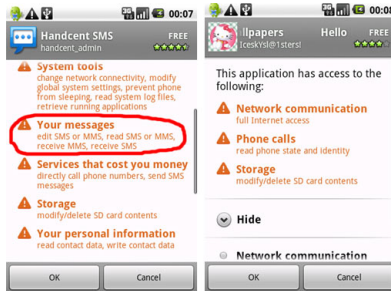 00:07
Handcent SMS
FREE
handcent_admin
System tools
change network connectivity, modify
global system settings, prevent phone
from sleeping, read system log files,
retrieve running applications
Your messages
edit SMS or MMS, read SMS or MMS,
receive MMS, receive SMS
Services that cost you money
directly call phone numbers, send SMS
messages
Storage
modify/delete SD card contents
Your personal information
read contact data, write contact data
OK
Cancel
00:08
llpapers Hello
FREE
IceskYsl@1sters!
This application has access to the
following:
Network communication
full Internet access
Phone calls
read phone state and identity
Storage
modify/delete SD card contents
Hide
Network communication
OK
Cancel